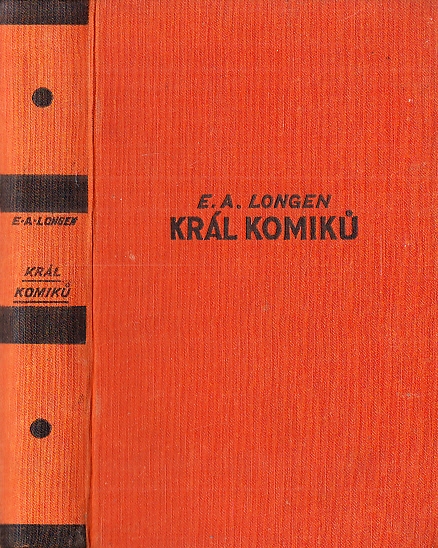 E. A. LONGEN
KRÁL KOMIKŮ
E·A·LONGEN
KRÁL
KOMIKŮ